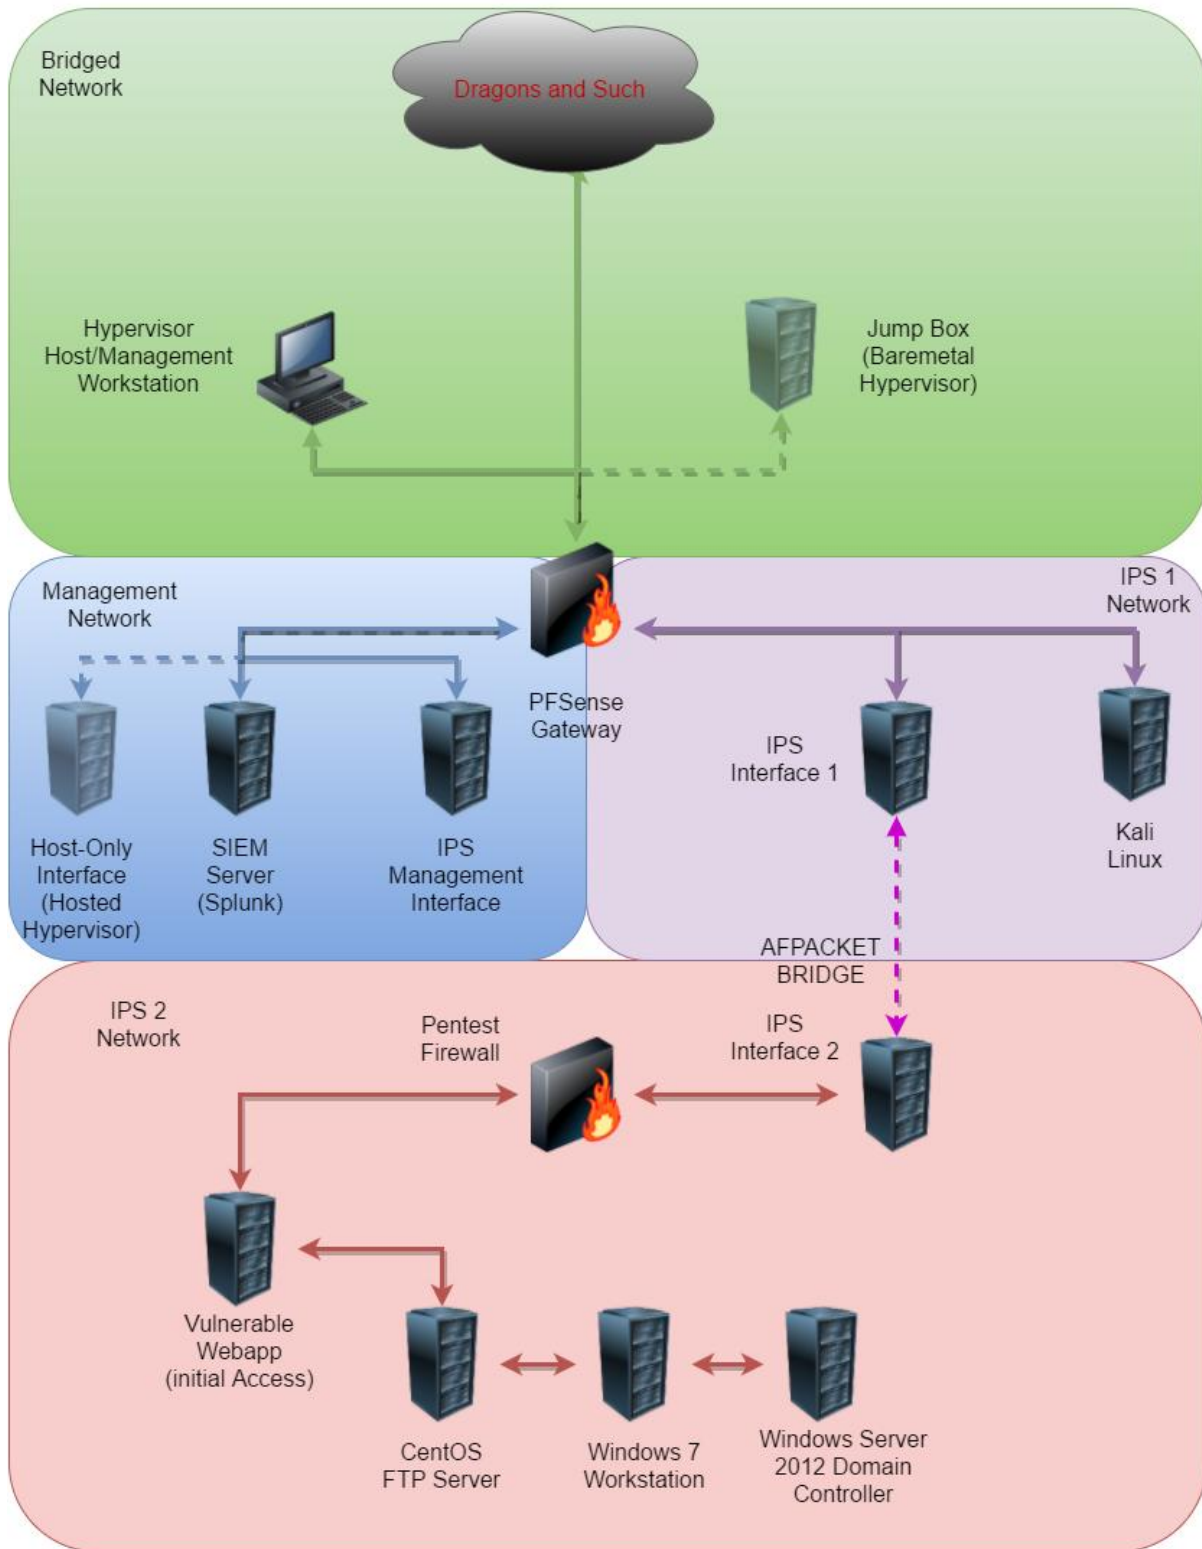 Bridged
Network
Dragons and Such
Hypervisor
Host/Management
Workstation
Jump Box
(Baremetal
Hypervisor)
Management
Network
IPS 1
Network
PFSense
Gateway
IPS
Interface 1
Kali
Linux
Host-Only
Interface
(Hosted
Hypervisor)
SIEM
Server
(Splunk)
IPS
Management
Interface
AFPACKET
BRIDGE
IPS 2
Network
Pentest
Firewall
IPS
Interface 2
Vulnerable
Webapp
(initial Access)
CentOS
FTP Server
Windows 7
Workstation
Windows Server
2012 Domain
Controller